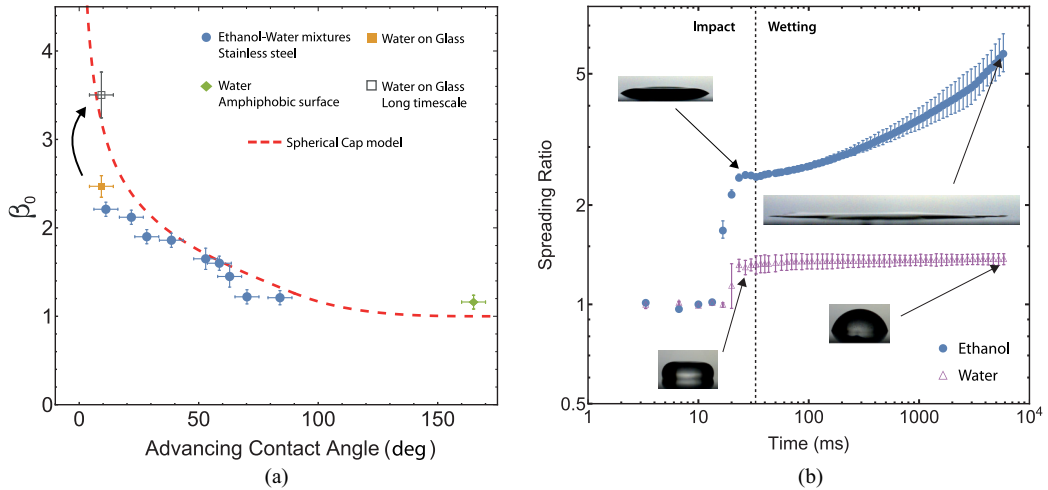 4
3
2
1
0
β0
0
50
100
150
Advancing Contact Angle (deg)
Ethanol-Water mixtures
Stainless steel
Water on Glass
Water
Amphiphobic surface
Water on Glass
Long timescale
Spherical Cap model
(a)
Impact
Wetting
5
2
1
0.5
Spreading Ratio
1
10
100
1000
10⁴
Time (ms)
Ethanol
Water
(b)